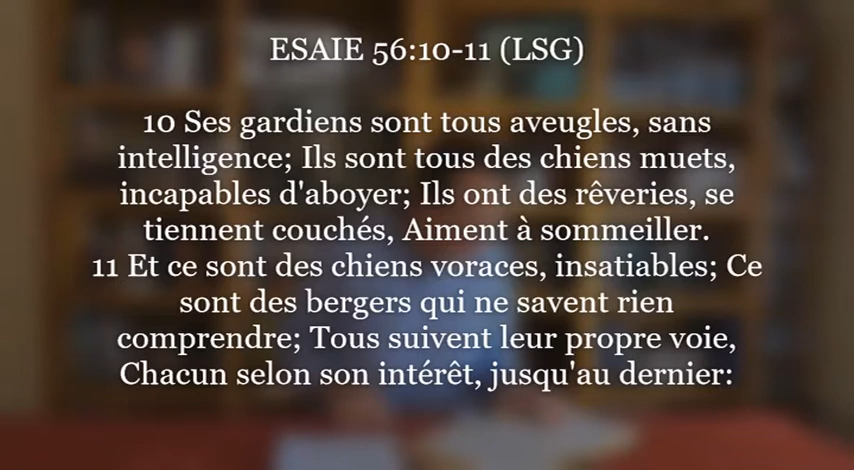 ESAIE 56:10-11 (LSG)
10 Ses gardiens sont tous aveugles, sans
intelligence; Ils sont tous des chiens muets,
incapables d'aboyer; Ils ont des rêveries, se
tiennent couchés, Aiment à sommeiller.
11 Et ce sont des chiens voraces, insatiables; Ce
sont des bergers qui ne savent rien
comprendre; Tous suivent leur propre voie,
Chacun selon son intérêt, jusqu'au dernier: